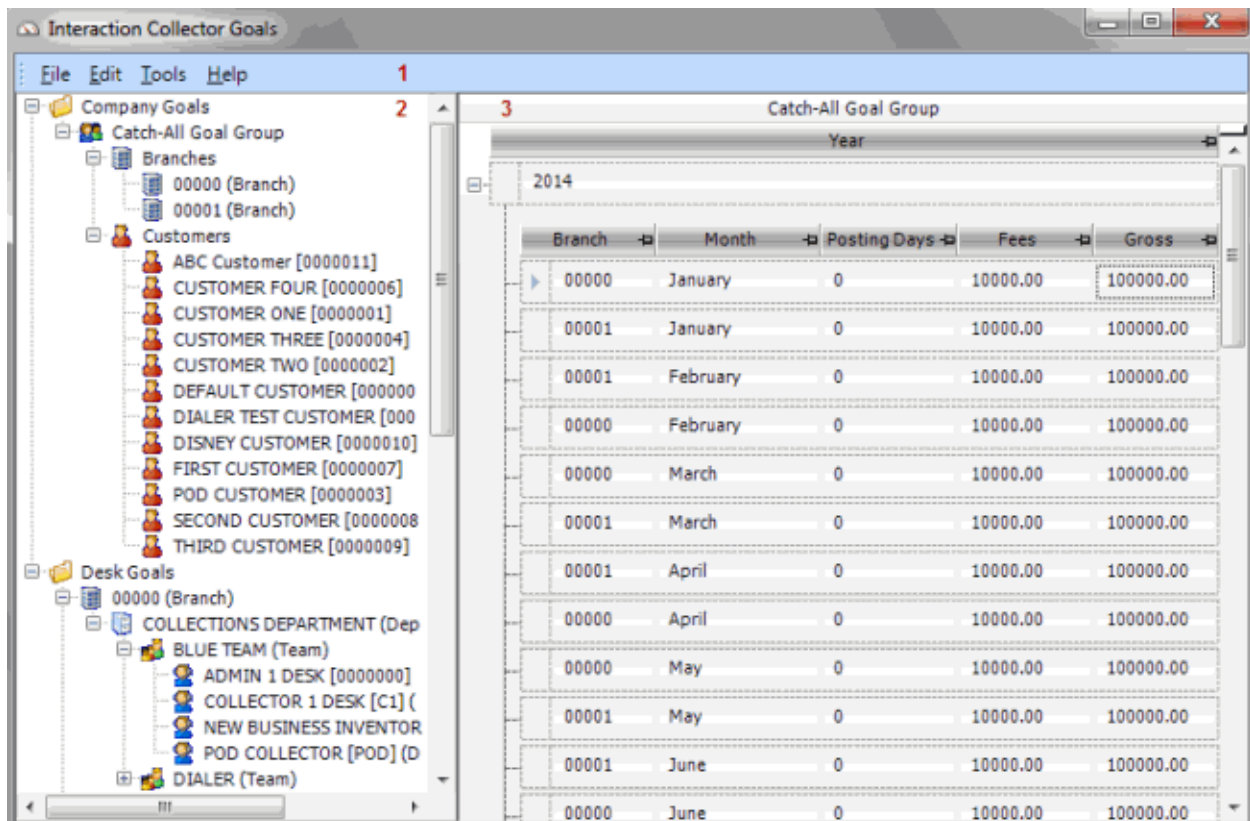 Interaction Collector Goals
File Edit Tools Help 1
Company Goals 2
Catch-All Goal Group
Branches
00000 (Branch)
00001 (Branch)
Customers
ABC Customer [0000011]
CUSTOMER FOUR [0000006]
CUSTOMER ONE [0000001]
CUSTOMER THREE [0000004]
CUSTOMER TWO [0000002]
DEFAULT CUSTOMER [000000
DIALER TEST CUSTOMER [000
DISNEY CUSTOMER [0000010]
FIRST CUSTOMER [0000007]
POD CUSTOMER [0000003]
SECOND CUSTOMER [0000008
THIRD CUSTOMER [0000009]
Desk Goals
00000 (Branch)
COLLECTIONS DEPARTMENT (Dep
BLUE TEAM (Team)
ADMIN 1 DESK [0000000]
COLLECTOR 1 DESK [C1] (
NEW BUSINESS INVENTOR
POD COLLECTOR [POD] (D
DIALER (Team)
3 Catch-All Goal Group
Year
2014
Branch Month Posting Days Fees Gross
00000 January 0 10000.00 100000.00
00001 January 0 10000.00 100000.00
00001 February 0 10000.00 100000.00
00000 February 0 10000.00 100000.00
00000 March 0 10000.00 100000.00
00001 March 0 10000.00 100000.00
00001 April 0 10000.00 100000.00
00000 April 0 10000.00 100000.00
00000 May 0 10000.00 100000.00
00001 May 0 10000.00 100000.00
00001 June 0 10000.00 100000.00
00000 June 0 10000.00 100000.00